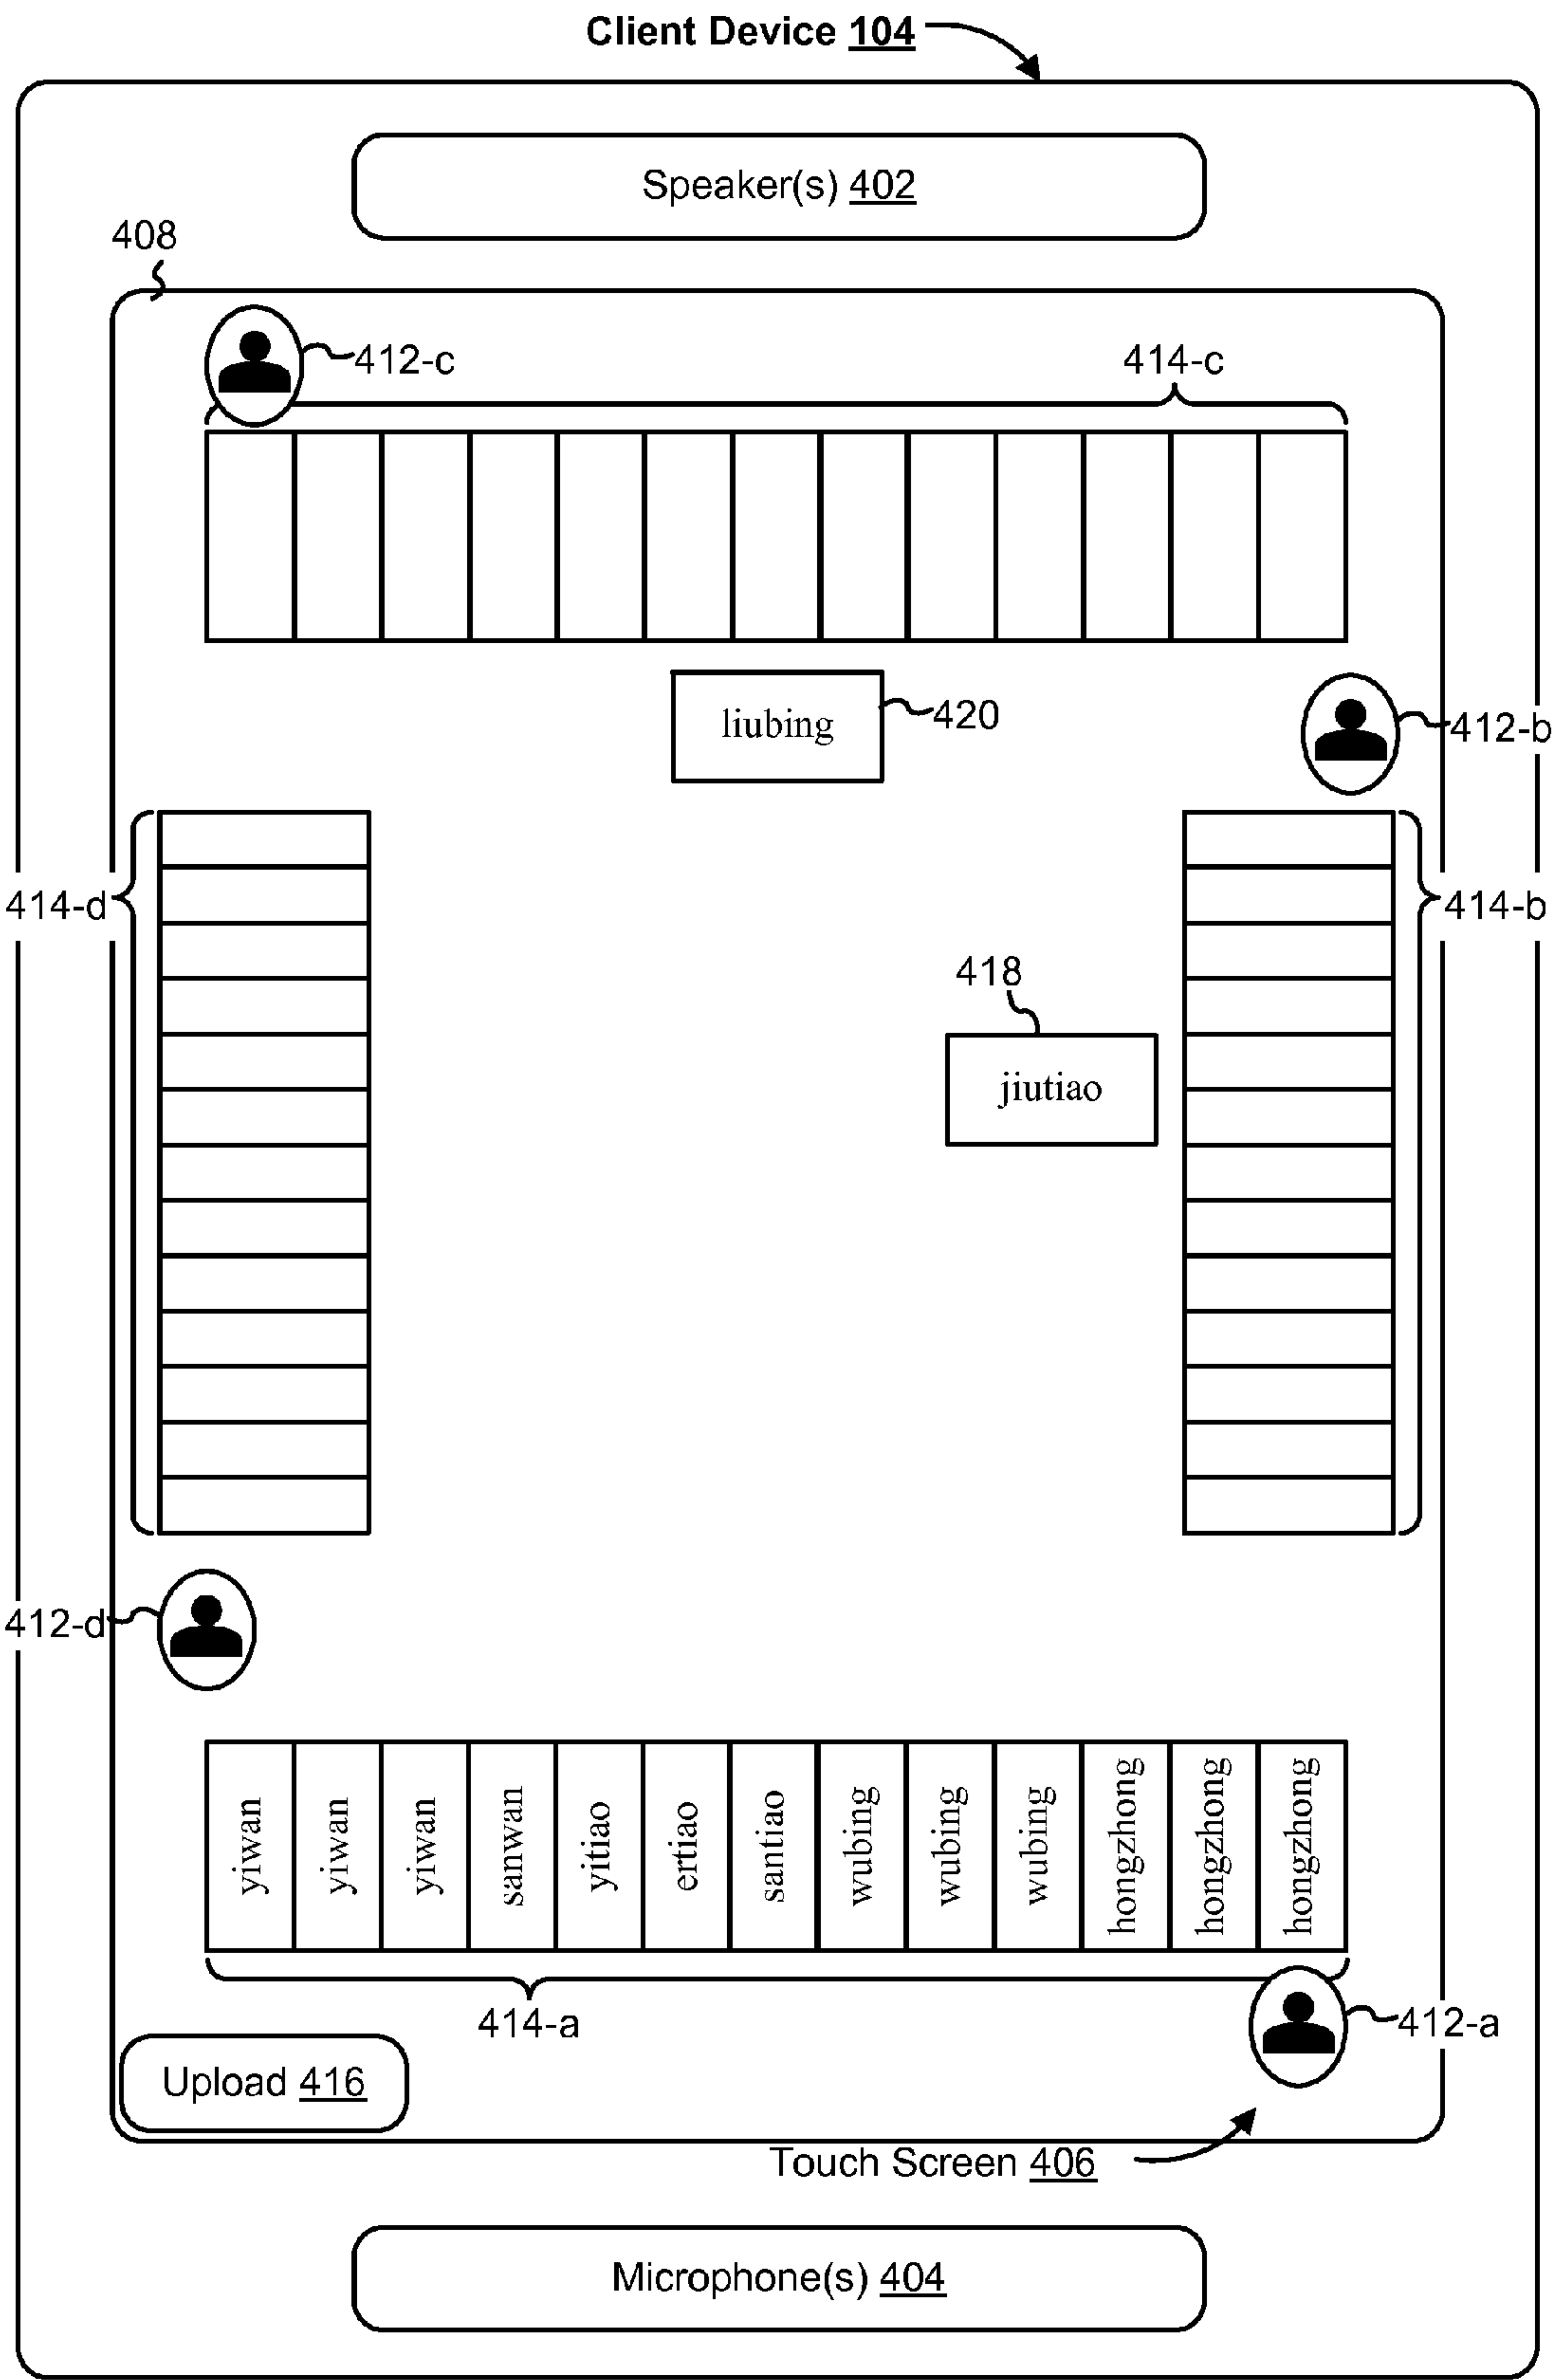 Client Device 104
Speaker(s) 402
408
412-c
414-c
liubing
420
412-b
414-d
414-b
418
jiutiao
412-d
yiwan
yiwan
yiwan
sanwan
yitiao
ertiao
santiao
wubing
wubing
wubing
hongzhong
hongzhong
hongzhong
414-a
412-a
Upload 416
Touch Screen 406
Microphone(s) 404